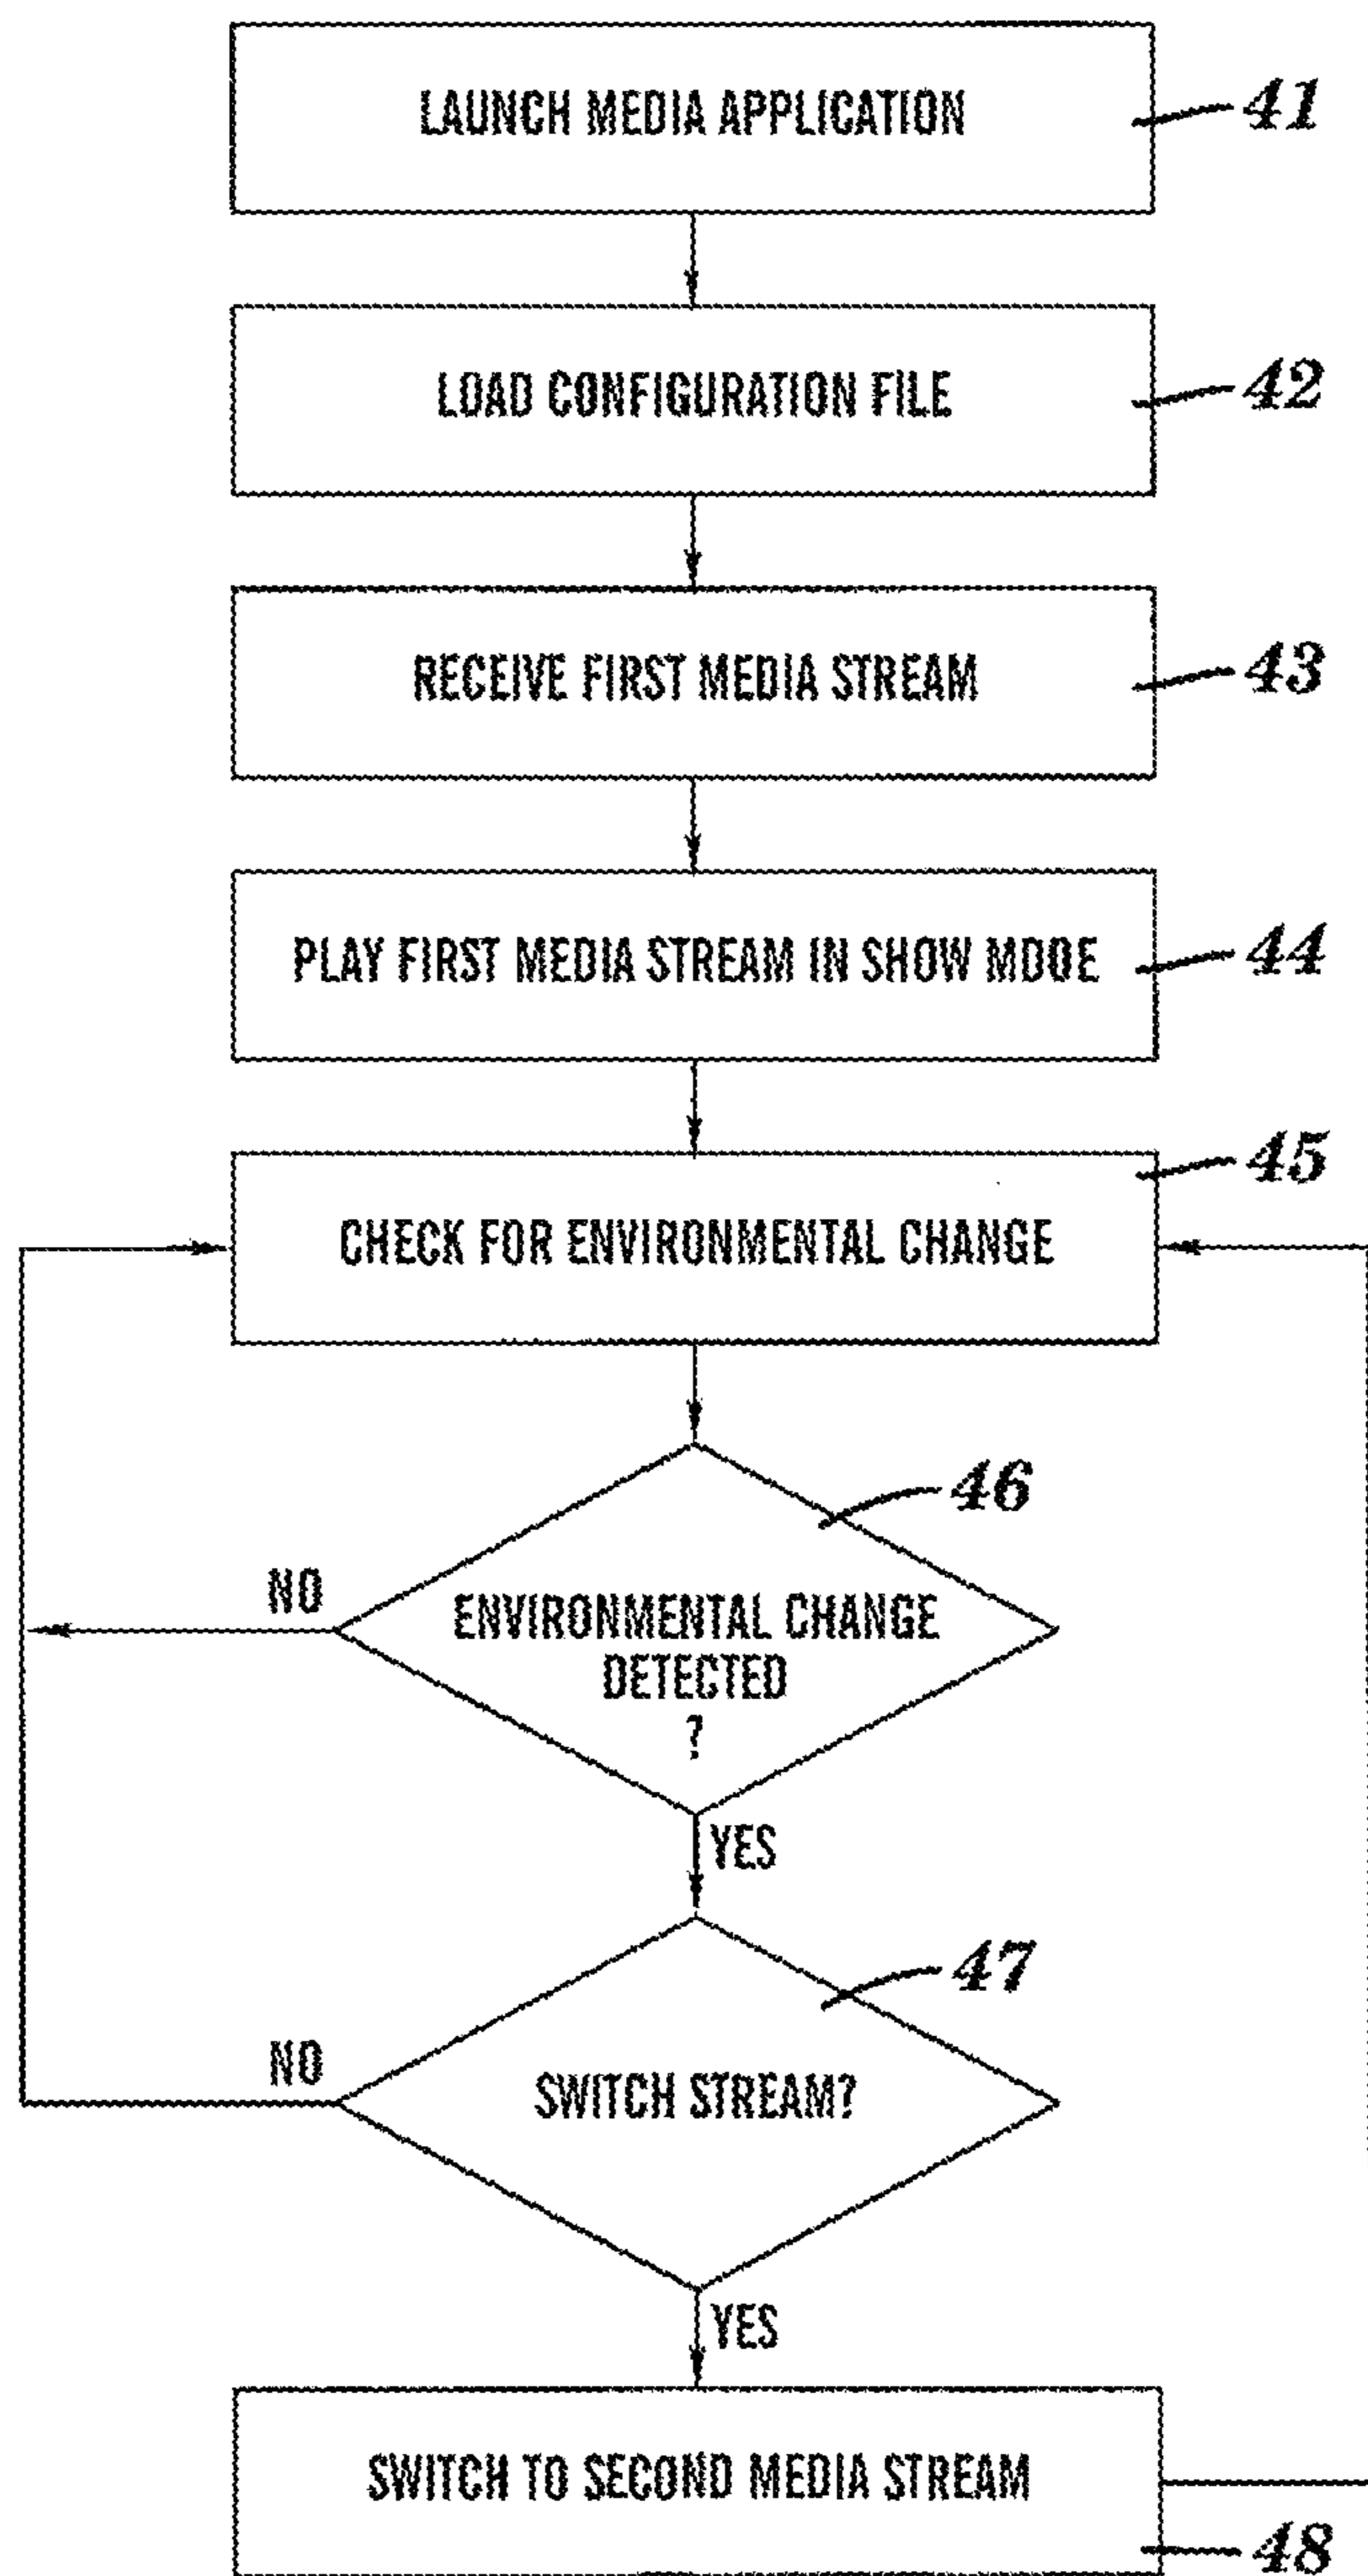 LAUNCH MEDIA APPLICATION
41
LOAD CONFIGURATION FILE
42
RECEIVE FIRST MEDIA STREAM
43
PLAY FIRST MEDIA STREAM IN SHOW MDOE
44
45
CHECK FOR ENVIRONMENTAL CHANGE
46
NO
ENVIRONMENTAL CHANGE
DETECTED
?
YES
47
NO
SWITCH STREAM?
YES
SWITCH TO SECOND MEDIA STREAM
48